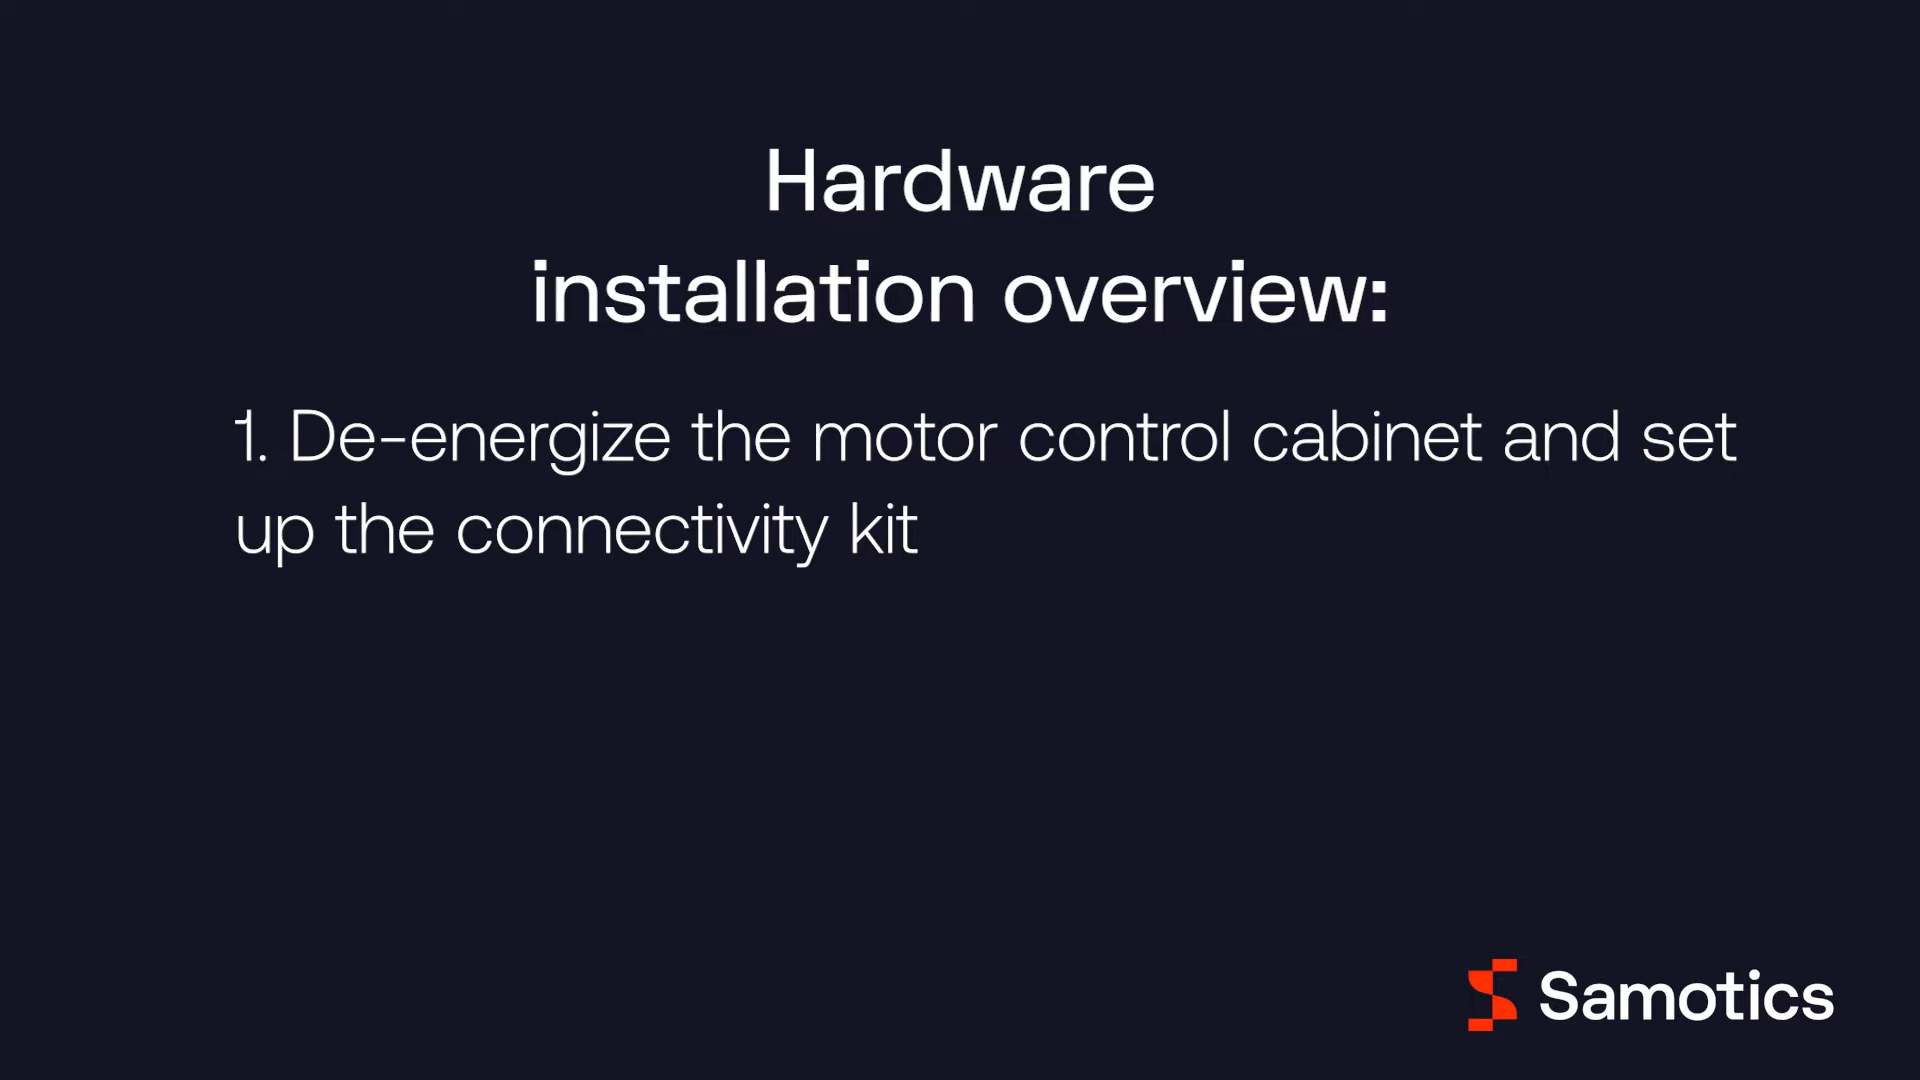 Hardware
installation overview:
1. De-energize the motor control cabinet and set
up the connectivity kit
Samotics